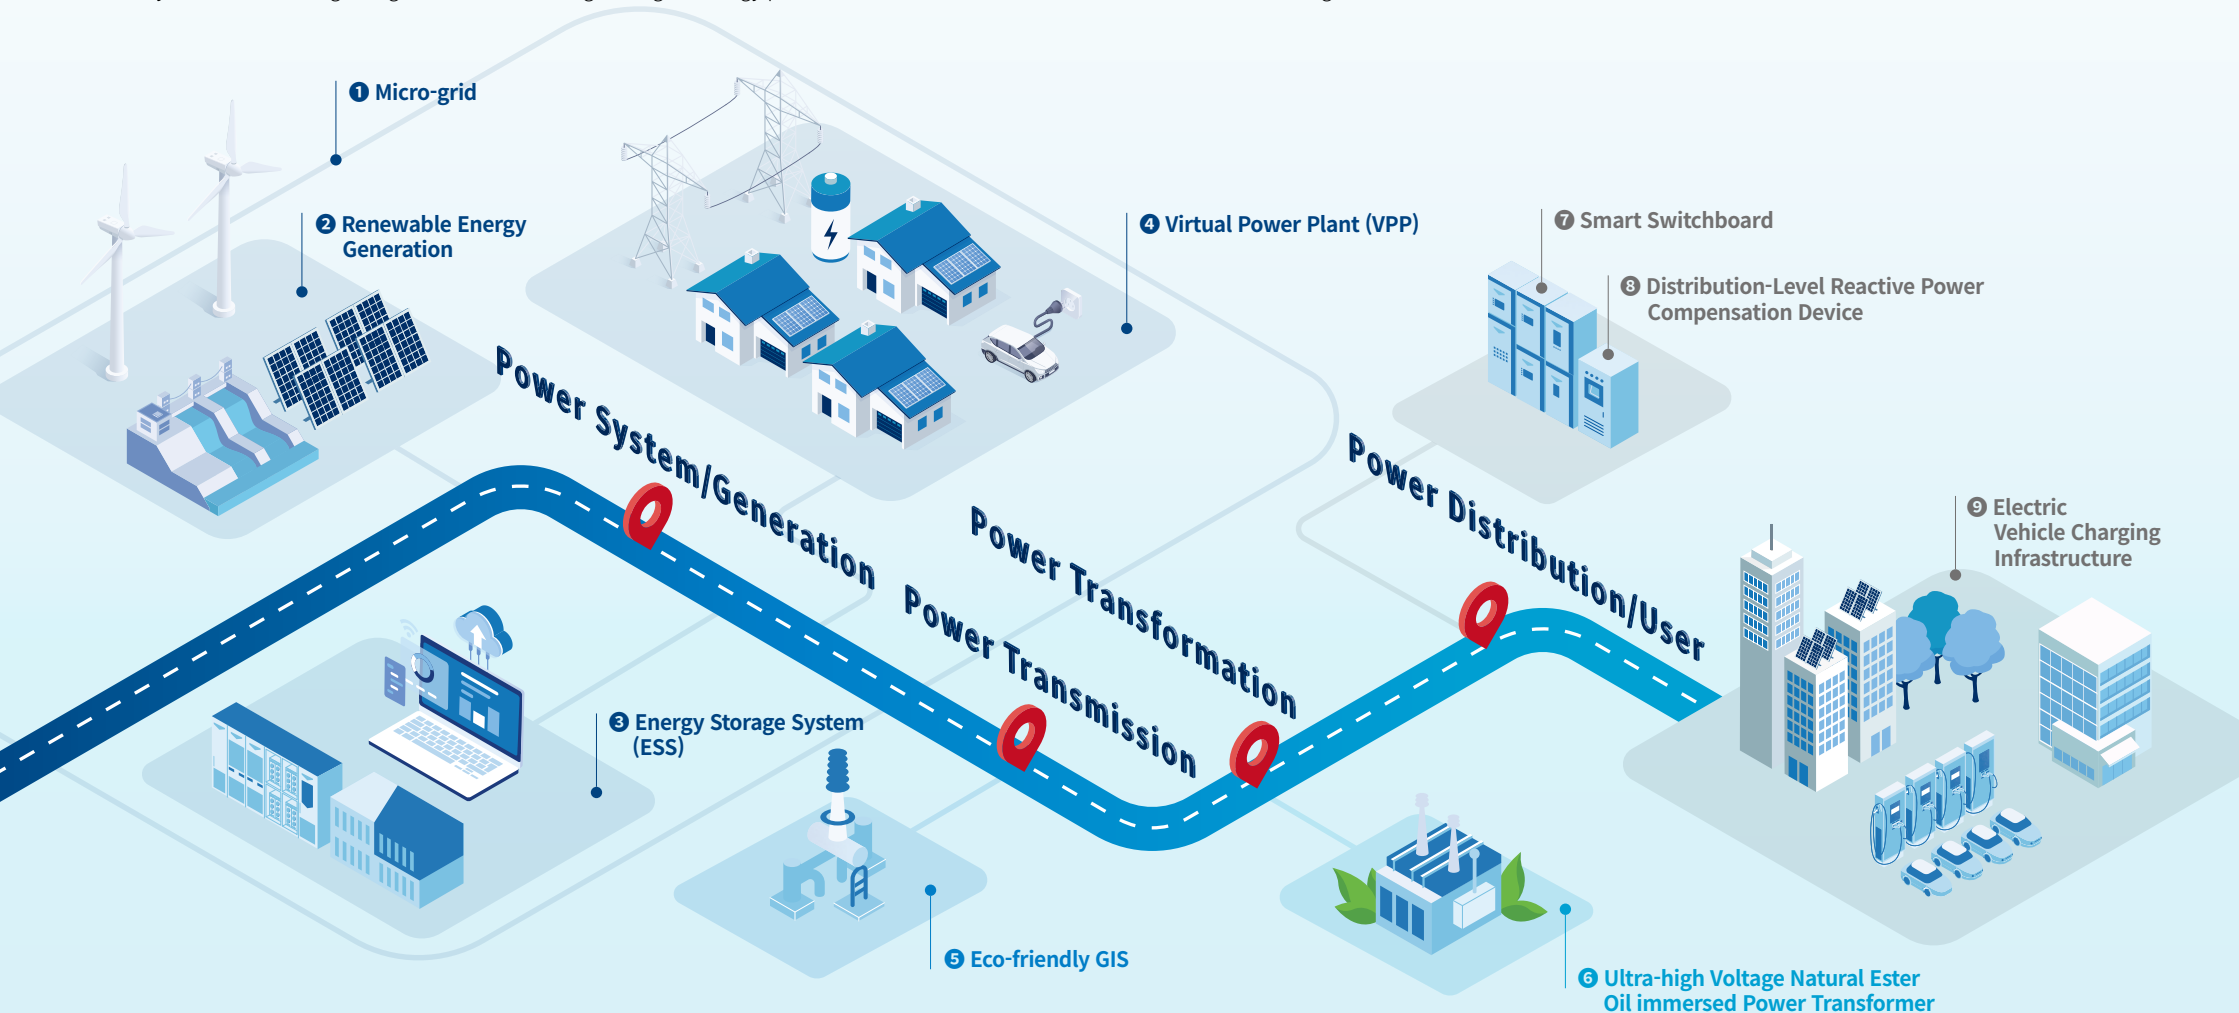 ❶ Micro-grid
❷ Renewable Energy
Generation
❹ Virtual Power Plant (VPP)
❼ Smart Switchboard
❽ Distribution-Level Reactive Power
Compensation Device
Power System/Generation
Power Transmission
Power Transformation
Power Distribution/User
❾ Electric
Vehicle Charging
Infrastructure
❸ Energy Storage System
(ESS)
❺ Eco-friendly GIS
❻ Ultra-high Voltage Natural Ester
Oil immersed Power Transformer